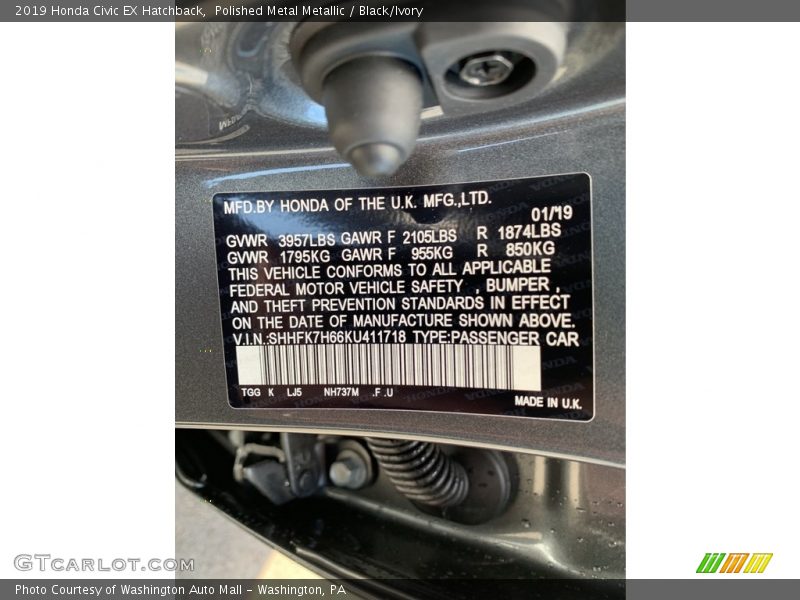 2019 Honda Civic EX Hatchback, Polished Metal Metallic / Black/Ivory
MFD.BY HONDA OF THE U.K. MFG.,LTD.
01/19
GVWR 3957LBS GAWR F 2105LBS R 1874LBS
GVWR 1795KG GAWR F 955KG R 850KG
THIS VEHICLE CONFORMS TO ALL APPLICABLE
FEDERAL MOTOR VEHICLE SAFETY , BUMPER ,
AND THEFT PREVENTION STANDARDS IN EFFECT
ON THE DATE OF MANUFACTURE SHOWN ABOVE.
V.I.N.:SHHFK7H66KU411718 TYPE:PASSENGER CAR
TGG K LJ5 NH737M .F .U
MADE IN U.K.
GTcarlot.com
Photo Courtesy of Washington Auto Mall - Washington, PA